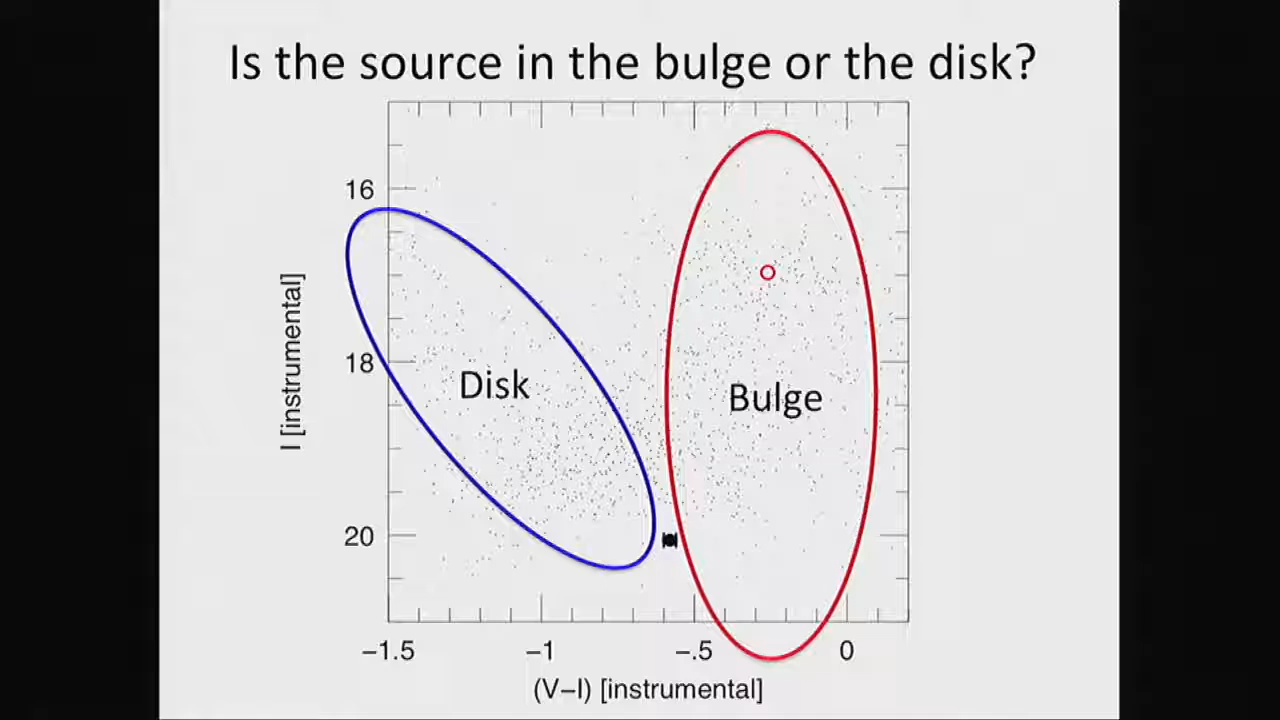 Is the source in the bulge or the disk?
16
18
20
I [instrumental]
Disk
Bulge
−1.5
−1
−.5
0
(V−I) [instrumental]